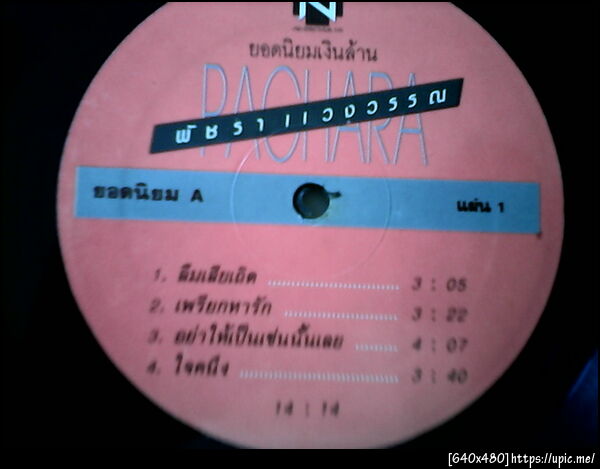 N
ยอดนิยมเงินล้าน
PACHARA
พัชรา แวงวรรณ
ยอดนิยม A
แผ่น 1
1. ลืมเสียเถิด ........................ 3 : 05
2. เพรียกหารัก ........................ 3 : 22
3. อย่าให้เป็นเช่นนั้นเลย ........ 4 : 07
4. ใจคนึง ................................ 3 : 40
14 : 14
[640x480]https://upic.me/